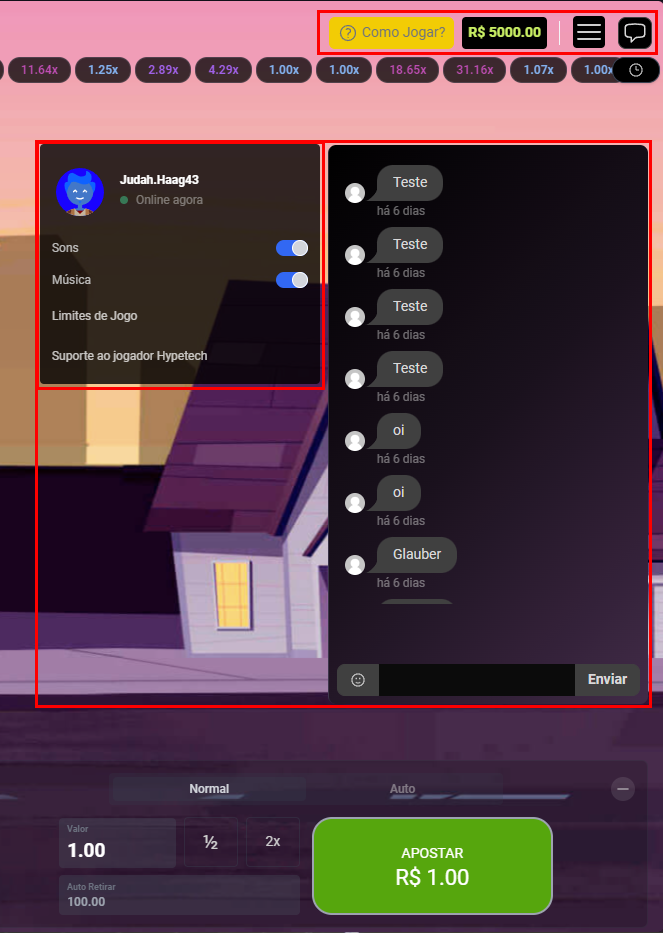 Como Jogar?
R$ 5000.00
11.64x
1.25x
2.89x
4.29x
1.00x
1.00x
18.65x
31.16x
1.07x
1.00x
Judah.Haag43
Online agora
Sons
Música
Limites de Jogo
Suporte ao jogador Hypetech
Teste
há 6 dias
Teste
há 6 dias
Teste
há 6 dias
Teste
há 6 dias
oi
há 6 dias
oi
há 6 dias
Glauber
há 6 dias
Enviar
Normal
Auto
Valor
1.00
½
2x
Auto Retirar
100.00
APOSTAR
R$ 1.00